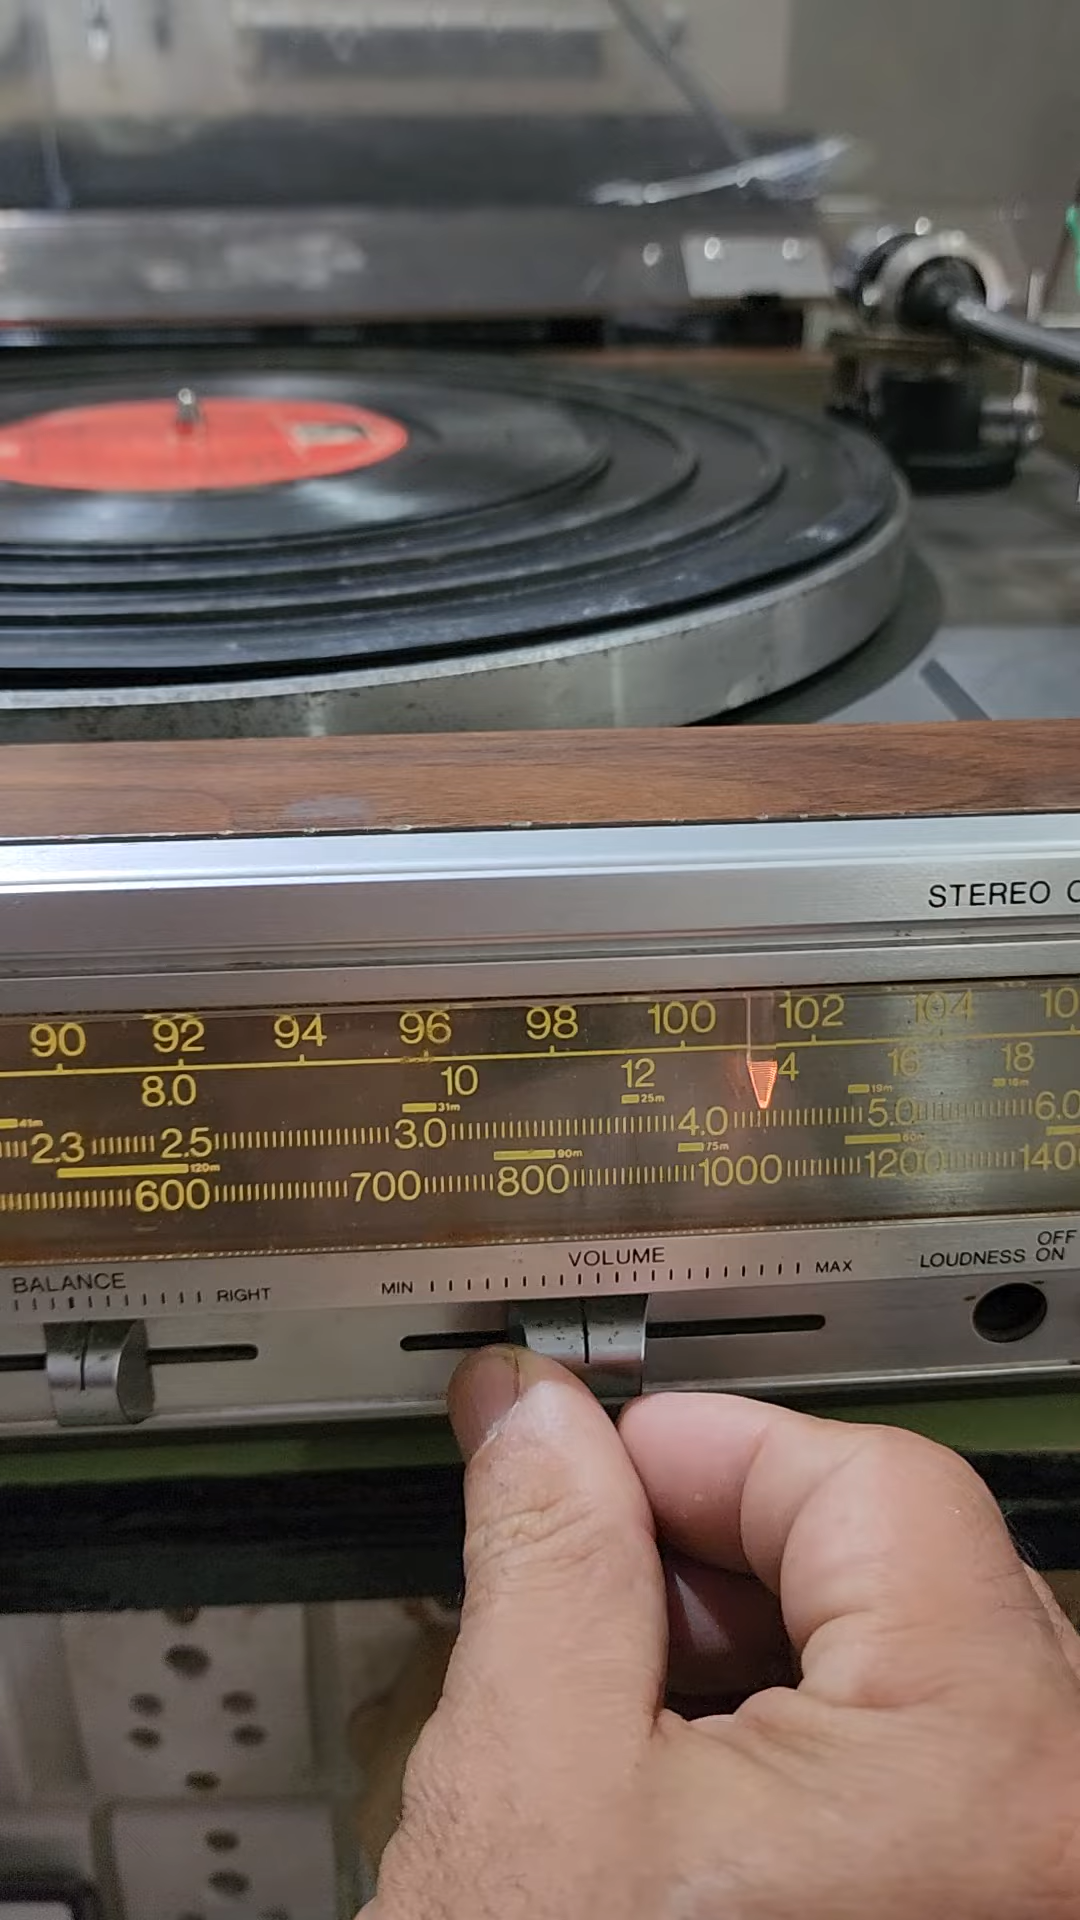 STEREO
90 92 94 96 98 100 102 104
8.0 10 12 4 16 18
41m 31m 25m 19m 16m
2.3 2.5 3.0 4.0 5.0 6.0
120m 90m 75m 60m
600 700 800 1000 1200 140
BALANCE
RIGHT
VOLUME
MIN MAX
LOUDNESS OFF
ON